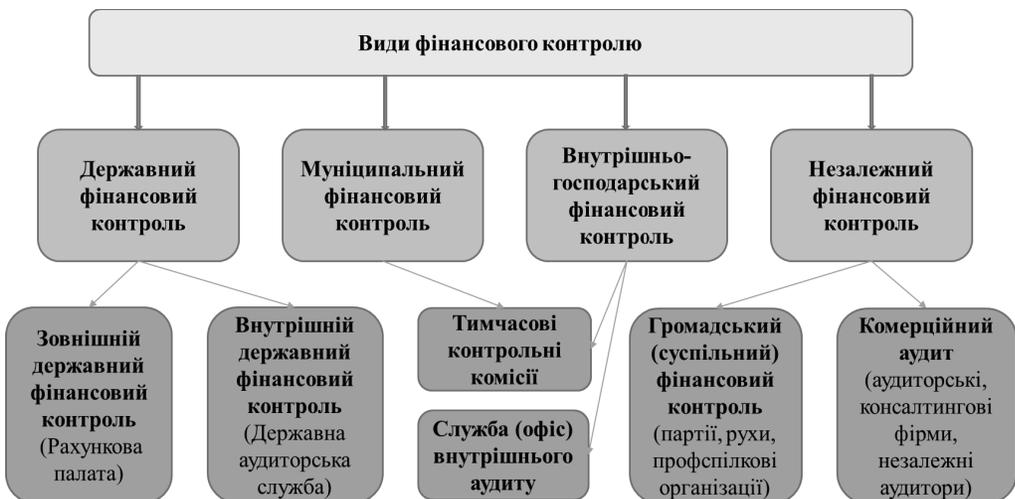 Види фінансового контролю
Державний
фінансовий
контроль
Муніципальний
фінансовий
контроль
Внутрішньо-
господарський
фінансовий
контроль
Незалежний
фінансовий
контроль
Зовнішній
державний
фінансовий
контроль
(Рахункова
палата)
Внутрішній
державний
фінансовий
контроль
(Державна
аудиторська
служба)
Тимчасові
контрольні
комісії
Служба (офіс)
внутрішнього
аудиту
Громадський
(суспільний)
фінансовий
контроль
(партії, рухи,
профспілкові
організації)
Комерційний
аудит
(аудиторські,
консалтингові
фірми,
незалежні
аудитори)